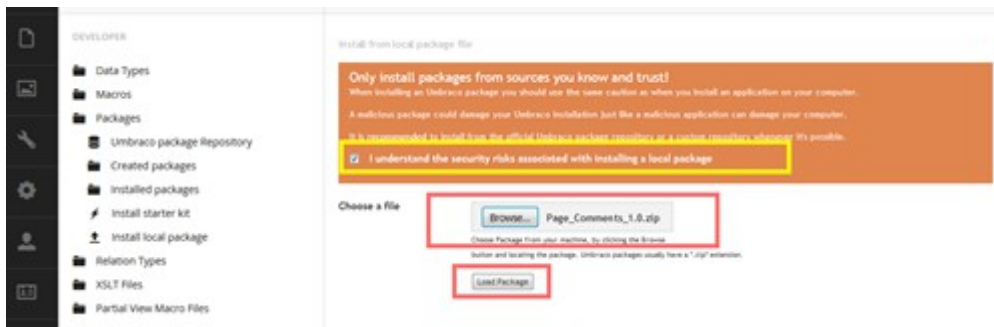 DEVELOPER
Data Types
Macros
Packages
Umbraco package Repository
Created packages
Installed packages
Install starter kit
Install local package
Relation Types
XSLT Files
Partial View Macro Files
Install from local package file
Only install packages from sources you know and trust!
When installing an Umbraco package you should use the same caution as when you install an application on your computer.
A malicious package could damage your Umbraco installation just like a malicious application can damage your computer.
It is recommended to install from the official Umbraco package repository or a custom repository whenever it's possible.
I understand the security risks associated with installing a local package
Choose a file
Browse... Page_Comments_1.0.zip
Choose Package from your machine, by clicking the Browse
button and locating the package. Umbraco packages usually have a ".zip" extension.
Load Package